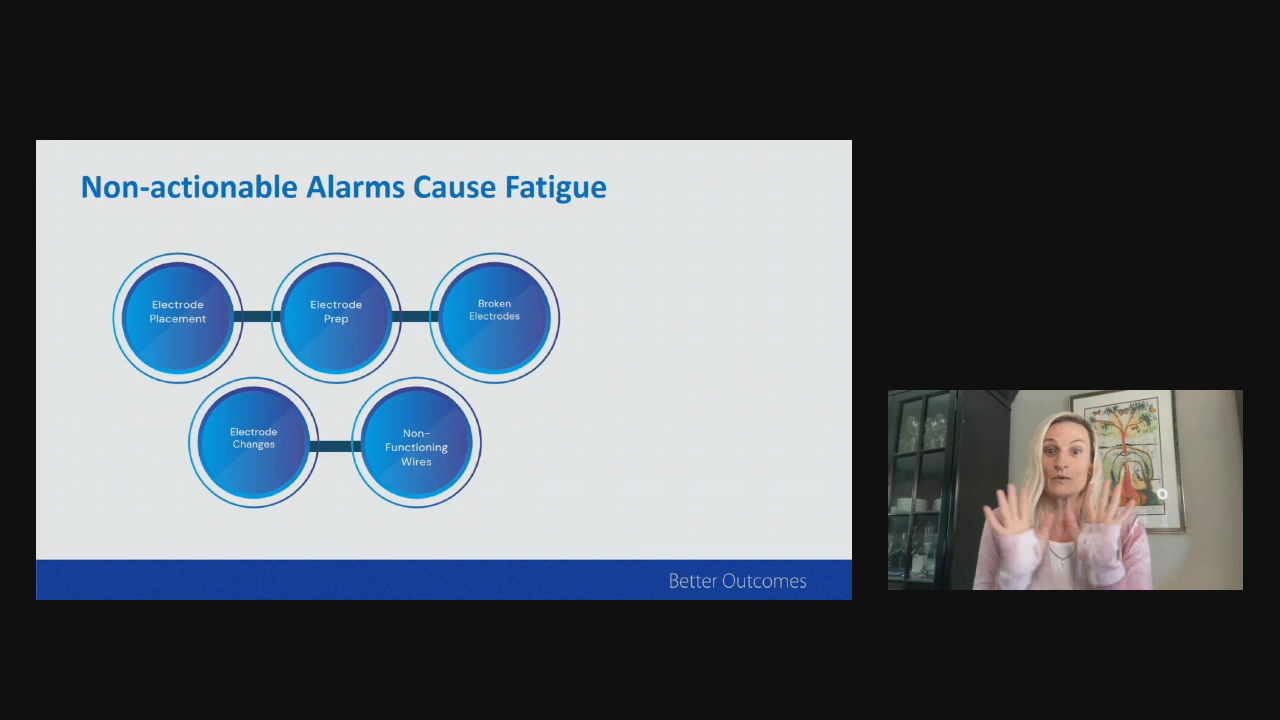 Non-actionable Alarms Cause Fatigue
Electrode
Placement
Electrode
Prep
Broken
Electrodes
Electrode
Changes
Non-
Functioning
Wires
Better Outcomes